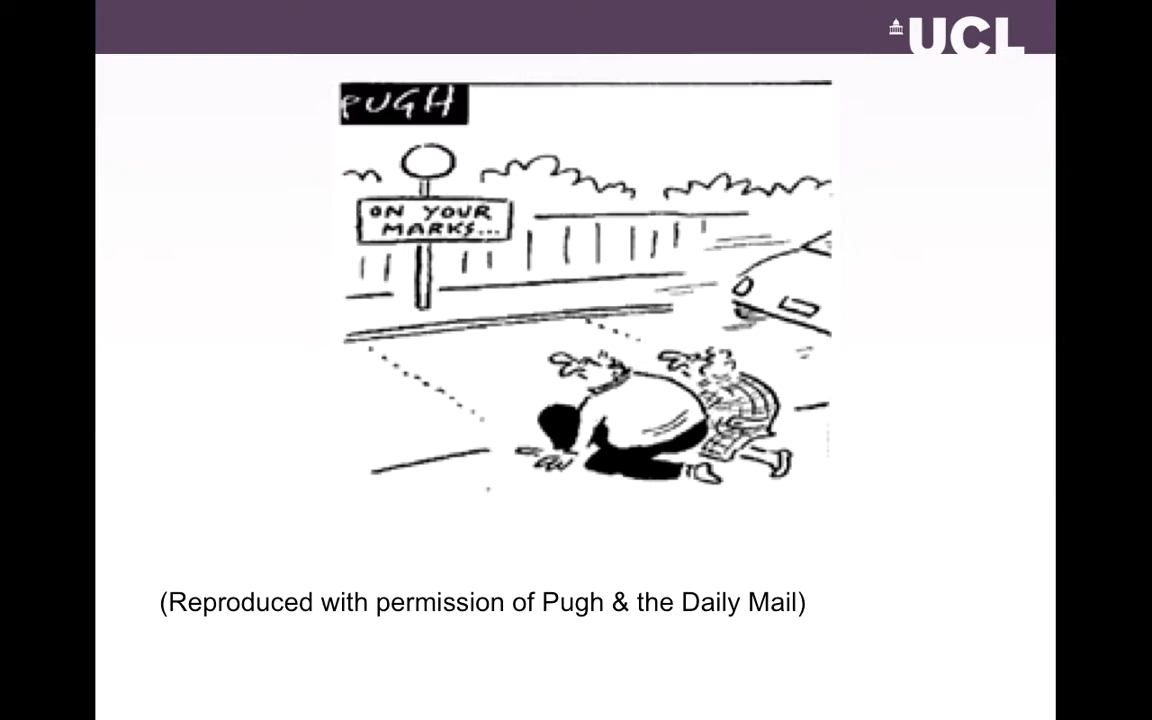 UCL
PUGH
ON YOUR
MARKS...
(Reproduced with permission of Pugh & the Daily Mail)